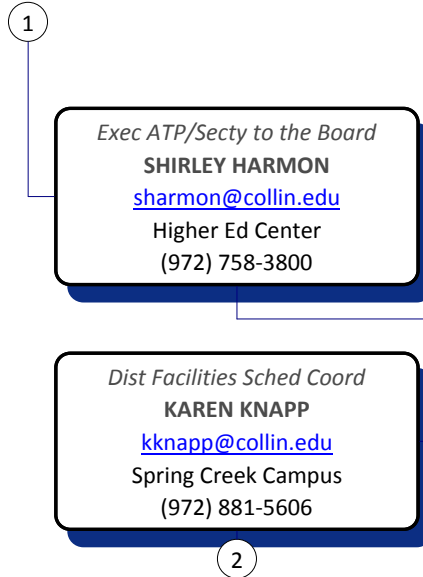 1
Exec ATP/Secty to the Board
SHIRLEY HARMON
sharmon@collin.edu
Higher Ed Center
(972) 758-3800
Dist Facilities Sched Coord
KAREN KNAPP
kknapp@collin.edu
Spring Creek Campus
(972) 881-5606
2